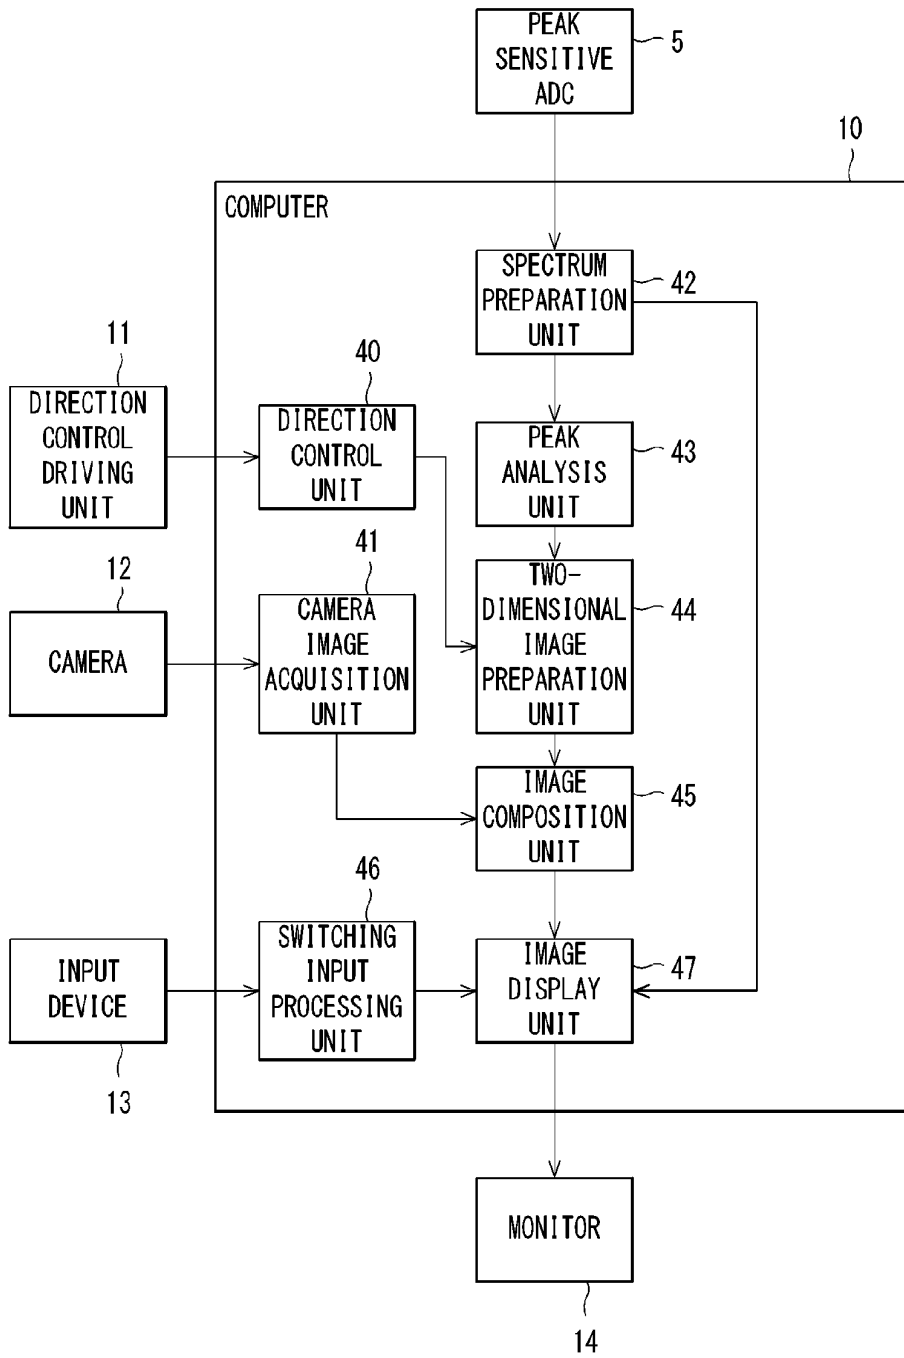 PEAK
SENSITIVE
ADC
5
10
COMPUTER
SPECTRUM
PREPARATION
UNIT
42
11
DIRECTION
CONTROL
DRIVING
UNIT
40
DIRECTION
CONTROL
UNIT
PEAK
ANALYSIS
UNIT
43
12
CAMERA
41
CAMERA
IMAGE
ACQUISITION
UNIT
TWO-
DIMENSIONAL
IMAGE
PREPARATION
UNIT
44
IMAGE
COMPOSITION
UNIT
45
INPUT
DEVICE
13
46
SWITCHING
INPUT
PROCESSING
UNIT
IMAGE
DISPLAY
UNIT
47
MONITOR
14